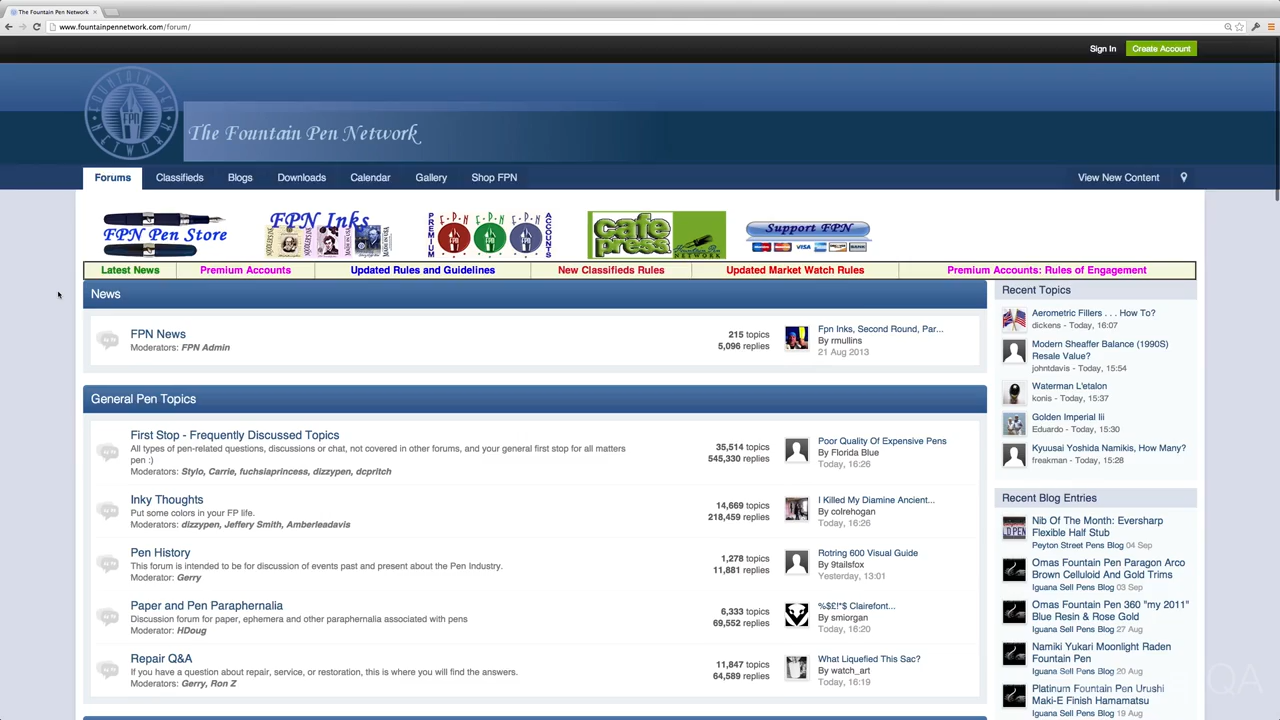 The Fountain Pen Network
www.fountainpennetwork.com/forum/
Sign In
Create Account
FOUNTAIN PEN NETWORK
FPN
The Fountain Pen Network
Forums
Classifieds
Blogs
Downloads
Calendar
Gallery
Shop FPN
View New Content
FPN Pen Store
FPN Inks
PREMIUM
FPN
ACCOUNTS
cafe
press
NETWORK
Support FPN
VISA
BANK
Latest News
Premium Accounts
Updated Rules and Guidelines
New Classifieds Rules
Updated Market Watch Rules
Premium Accounts: Rules of Engagement
News
FPN News
Moderators: FPN Admin
215 topics
5,096 replies
Fpn Inks, Second Round, Par...
By rmullins
21 Aug 2013
General Pen Topics
First Stop - Frequently Discussed Topics
All types of pen-related questions, discussions or chat, not covered in other forums, and your general first stop for all matters
pen :)
Moderators: Stylo, Carrie, fuchsiaprincess, dizzypen, dcpritch
35,514 topics
545,330 replies
Poor Quality Of Expensive Pens
By Florida Blue
Today, 16:26
Inky Thoughts
Put some colors in your FP life.
Moderators: dizzypen, Jeffery Smith, Amberleadavis
14,669 topics
218,459 replies
I Killed My Diamine Ancient...
By colrehogan
Today, 16:26
Pen History
This forum is intended to be for discussion of events past and present about the Pen Industry.
Moderator: Gerry
1,278 topics
11,881 replies
Rotring 600 Visual Guide
By 9tailsfox
Yesterday, 13:01
Paper and Pen Paraphernalia
Discussion forum for paper, ephemera and other paraphernalia associated with pens
Moderator: HDoug
6,333 topics
69,552 replies
%$£!*$ Clairefont...
By smiorgan
Today, 16:20
Repair Q&A
If you have a question about repair, service, or restoration, this is where you will find the answers.
Moderators: Gerry, Ron Z
11,847 topics
64,589 replies
What Liquefied This Sac?
By watch_art
Today, 16:19
Recent Topics
Aerometric Fillers . . . How To?
dickens - Today, 16:07
Modern Sheaffer Balance (1990S)
Resale Value?
johntdavis - Today, 15:54
Waterman L'etalon
konis - Today, 15:37
Golden Imperial Iii
Eduardo - Today, 15:30
Kyuusai Yoshida Namikis, How Many?
freakman - Today, 15:28
Recent Blog Entries
Nib Of The Month: Eversharp
Flexible Half Stub
Peyton Street Pens Blog 04 Sep
Omas Fountain Pen Paragon Arco
Brown Celluloid And Gold Trims
Iguana Sell Pens Blog 03 Sep
Omas Fountain Pen 360 "my 2011"
Blue Resin & Rose Gold
Iguana Sell Pens Blog 27 Aug
Namiki Yukari Moonlight Raden
Fountain Pen
Iguana Sell Pens Blog 20 Aug
Platinum Fountain Pen Urushi
Maki-E Finish Hamamatsu
Iguana Sell Pens Blog 19 Aug
QA